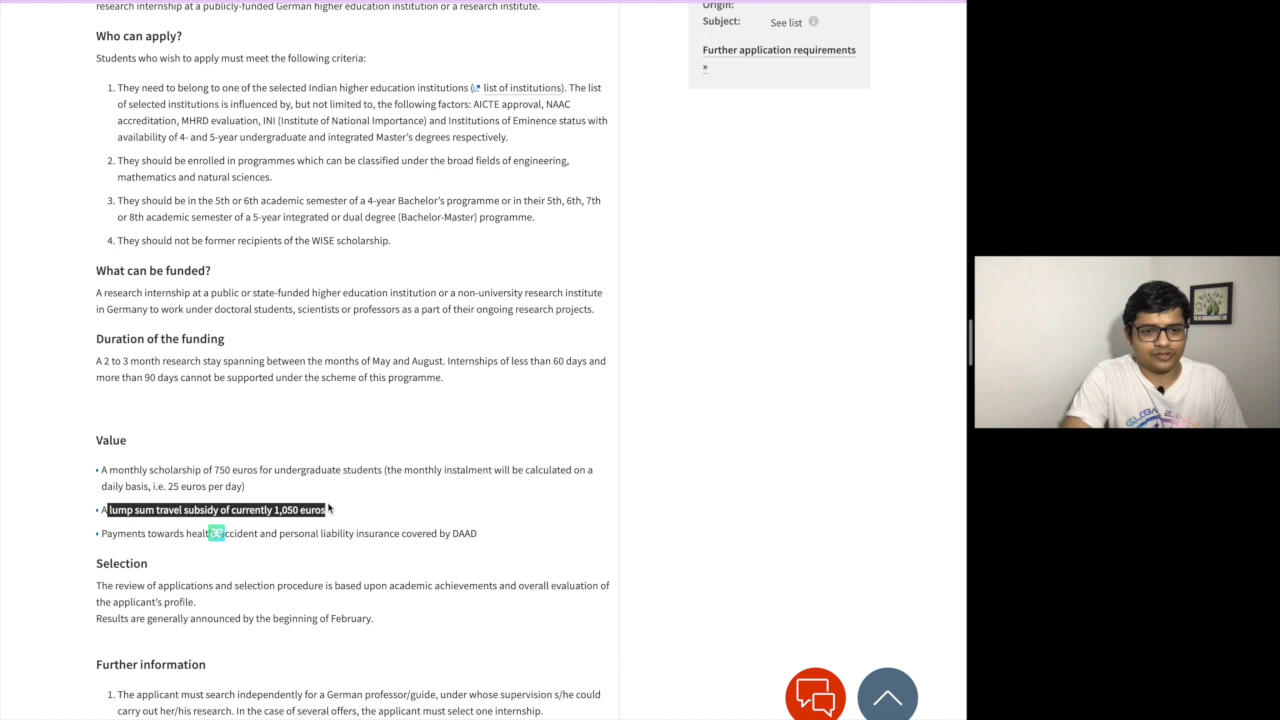 research internship at a publicly-funded German higher education institution or a research institute.
Who can apply?
Students who wish to apply must meet the following criteria:
1. They need to belong to one of the selected Indian higher education institutions (list of institutions). The list
of selected institutions is influenced by, but not limited to, the following factors: AICTE approval, NAAC
accreditation, MHRD evaluation, INI (Institute of National Importance) and Institutions of Eminence status with
availability of 4- and 5-year undergraduate and integrated Master's degrees respectively.
2. They should be enrolled in programmes which can be classified under the broad fields of engineering,
mathematics and natural sciences.
3. They should be in the 5th or 6th academic semester of a 4-year Bachelor's programme or in their 5th, 6th, 7th
or 8th academic semester of a 5-year integrated or dual degree (Bachelor-Master) programme.
4. They should not be former recipients of the WISE scholarship.
What can be funded?
A research internship at a public or state-funded higher education institution or a non-university research institute
in Germany to work under doctoral students, scientists or professors as a part of their ongoing research projects.
Duration of the funding
A 2 to 3 month research stay spanning between the months of May and August. Internships of less than 60 days and
more than 90 days cannot be supported under the scheme of this programme.
Value
• A monthly scholarship of 750 euros for undergraduate students (the monthly instalment will be calculated on a
daily basis, i.e. 25 euros per day)
• A lump sum travel subsidy of currently 1,050 euros
• Payments towards healt æ ccident and personal liability insurance covered by DAAD
Selection
The review of applications and selection procedure is based upon academic achievements and overall evaluation of
the applicant's profile.
Results are generally announced by the beginning of February.
Further information
1. The applicant must search independently for a German professor/guide, under whose supervision s/he could
carry out her/his research. In the case of several offers, the applicant must select one internship.
Origin:
Subject: See list
Further application requirements
»
GLOBAL